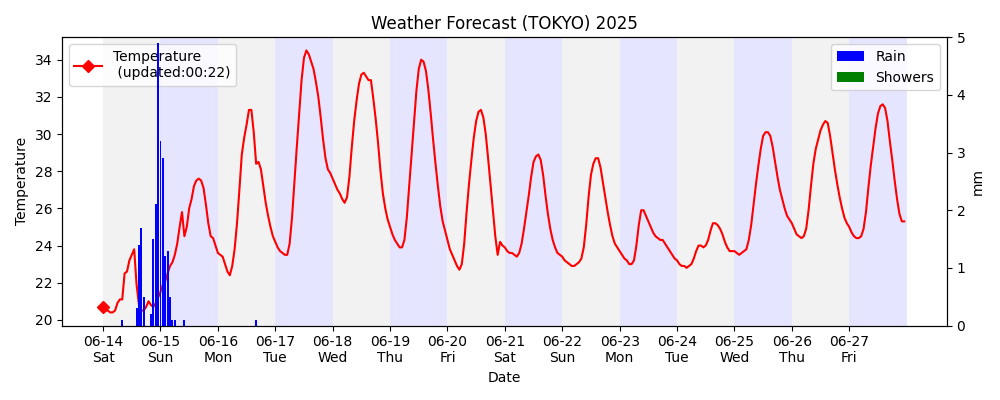 Weather Forecast (TOKYO) 2025
Temperature
(updated:00:22)
Rain
Showers
Temperature
34
32
30
28
26
24
22
20
5
4
3
2
1
0
mm
06-14 06-15 06-16 06-17 06-18 06-19 06-20 06-21 06-22 06-23 06-24 06-25 06-26 06-27
Sat Sun Mon Tue Wed Thu Fri Sat Sun Mon Tue Wed Thu Fri
Date